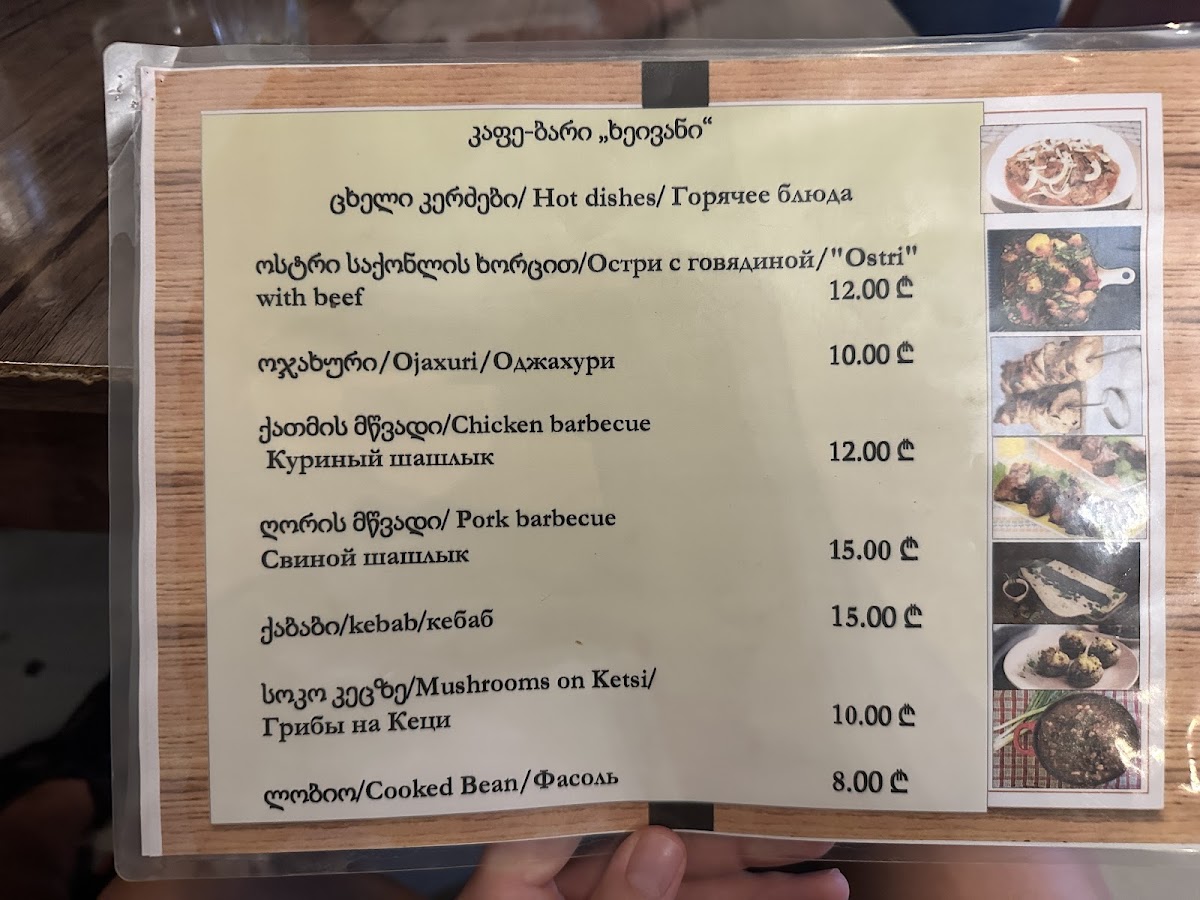 კაფე-ბარი „ხეივანი“
ცხელი კერძები/ Hot dishes/ Горячее блюда
ოსტრი საქონლის ხორცით/Остри с говядиной/"Ostri"
with beef 12.00 ₾
ოჯახური/Ojaxuri/Оджахури 10.00 ₾
ქათმის მწვადი/Chicken barbecue
Куриный шашлык 12.00 ₾
ღორის მწვადი/ Pork barbecue
Свиной шашлык 15.00 ₾
ქაბაბი/kebab/кебаб 15.00 ₾
სოკო კეცზე/Mushrooms on Ketsi/
Грибы на Кеци 10.00 ₾
ლობიო/Cooked Bean/Фасоль 8.00 ₾